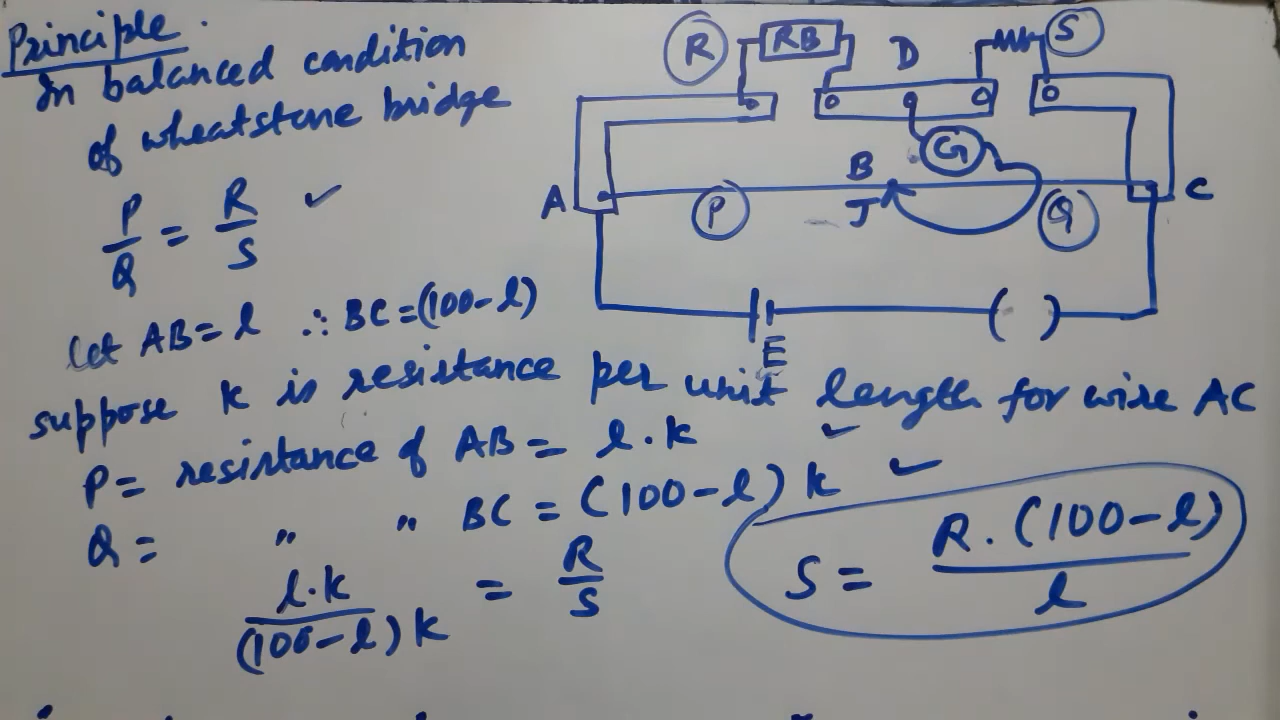 Principle.
In balanced condition
of wheatstone bridge
P/Q = R/S ✓
let AB = l ∴ BC = (100-l)
suppose k is resistance per unit length for wire AC
P = resistance of AB = l.k ✓
Q = " " BC = (100-l) k ✓
l.k/(100-l)k = R/S
S = R.(100-l)/l
R
RB
D
S
G
A
P
B
J
Q
C
E
( )